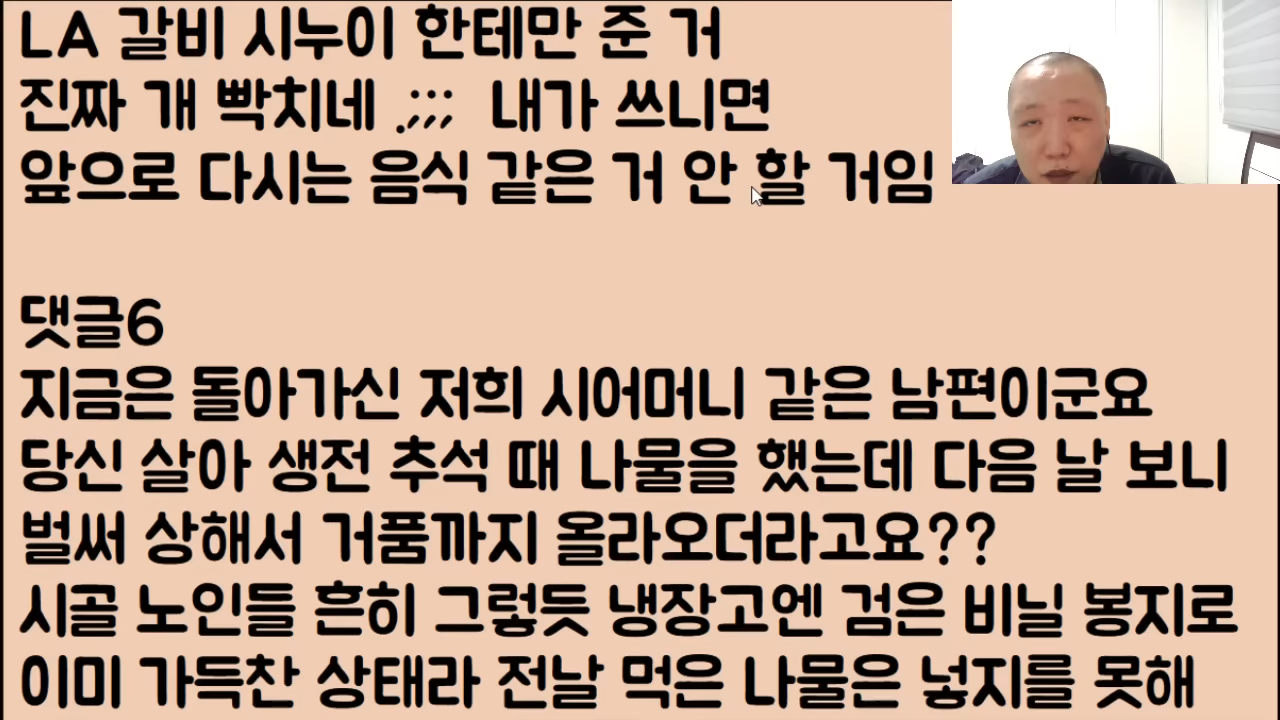 LA 갈비 시누이 한테만 준 거
진짜 개 빡치네 .;;; 내가 쓰니면
앞으로 다시는 음식 같은 거 안 할 거임
댓글6
지금은 돌아가신 저희 시어머니 같은 남편이군요
당신 살아 생전 추석 때 나물을 했는데 다음 날 보니
벌써 상해서 거품까지 올라오더라고요??
시골 노인들 흔히 그렇듯 냉장고엔 검은 비닐 봉지로
이미 가득찬 상태라 전날 먹은 나물은 넣지를 못해